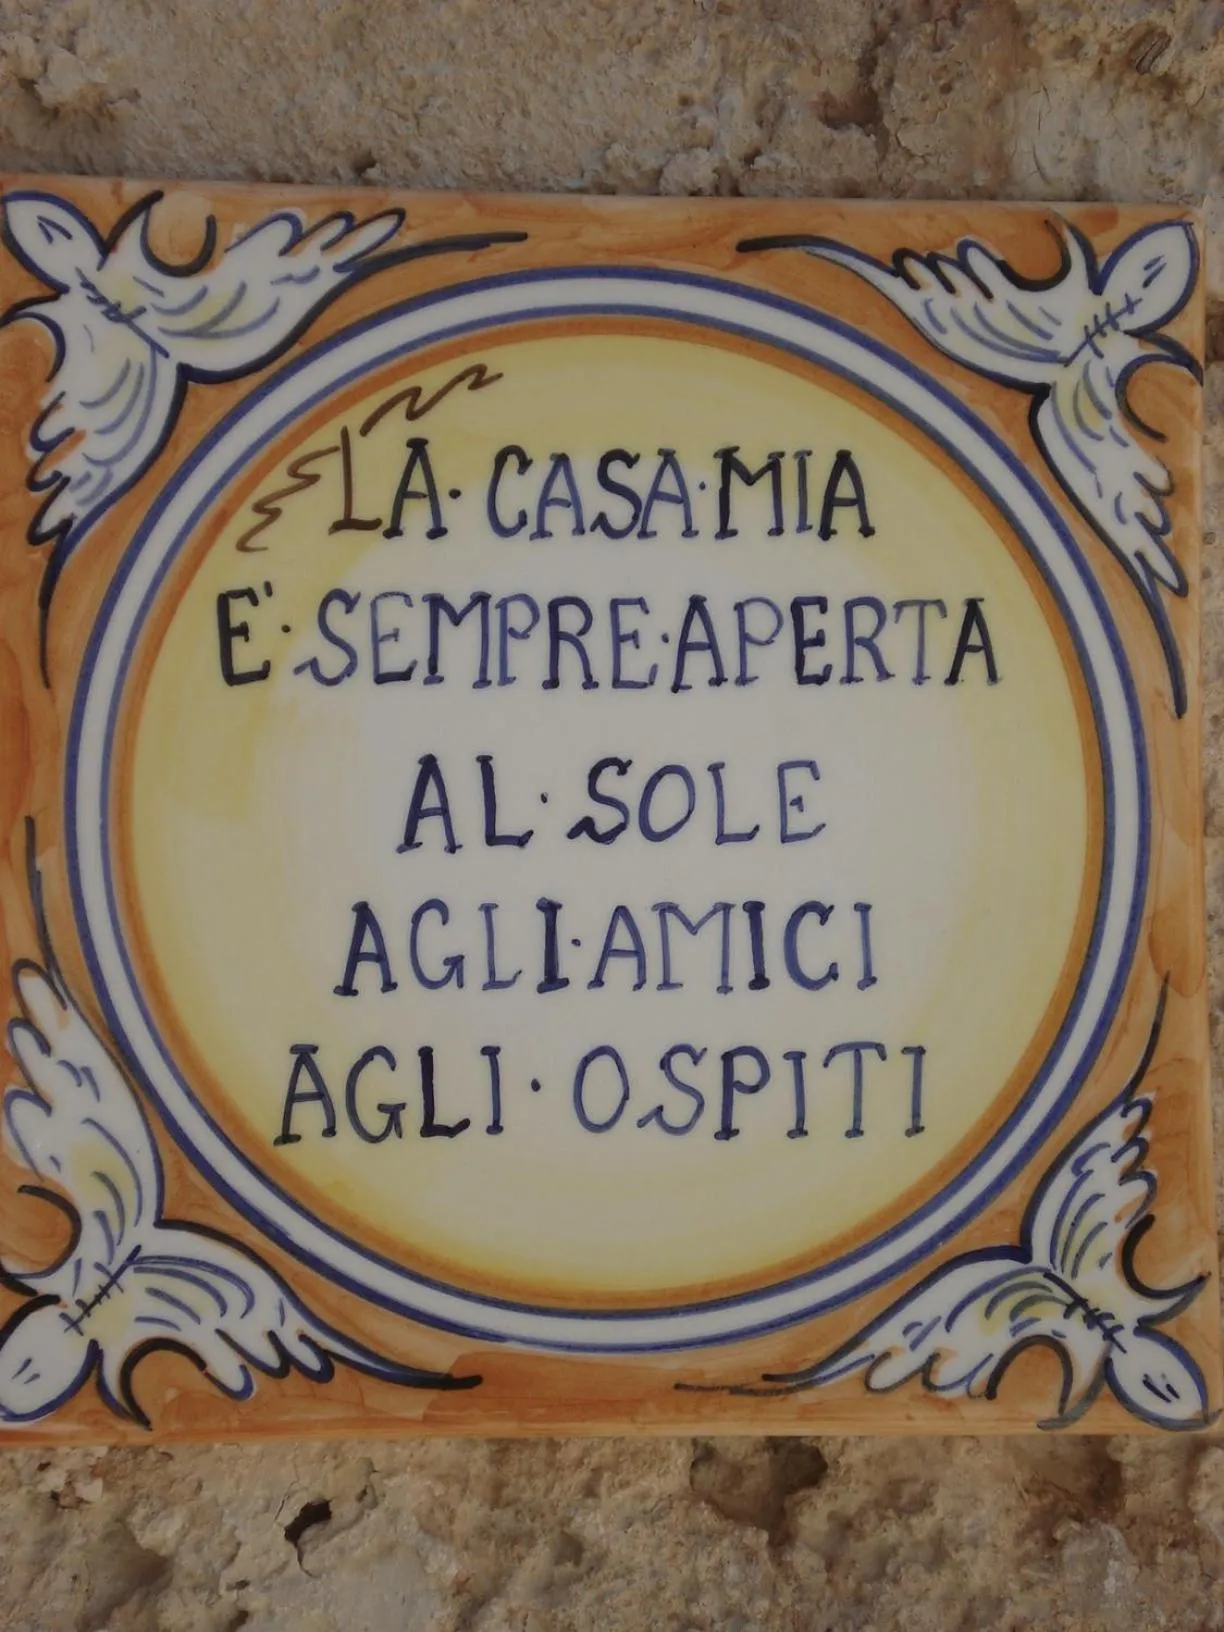 LA· CASA·MIA
E'·SEMPRE·APERTA
AL· SOLE
AGLI·AMICI
AGLI· OSPITI